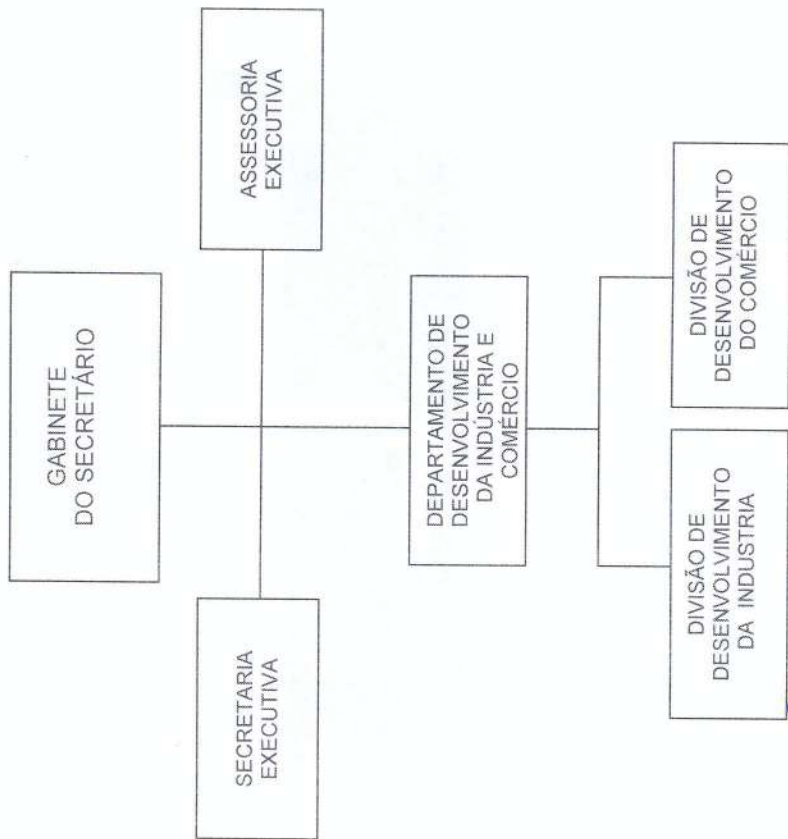 GABINETE
DO SECRETÁRIO
SECRETARIA
EXECUTIVA
ASSESSORIA
EXECUTIVA
DEPARTAMENTO DE
DESENVOLVIMENTO
DA INDÚSTRIA E
COMÉRCIO
DIVISÃO DE
DESENVOLVIMENTO
DA INDUSTRIA
DIVISÃO DE
DESENVOLVIMENTO
DO COMÉRCIO